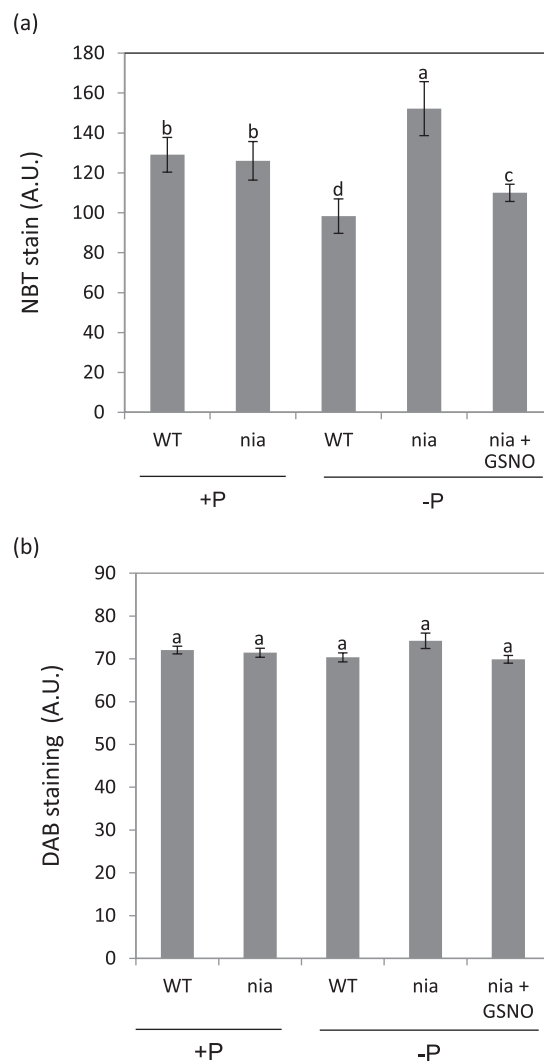 (a)
180
160
140
120
100
80
60
40
20
0
NBT stain (A.U.)
b
b
d
a
c
WT
nia
WT
nia
nia +
GSNO
+P
-P
(b)
90
80
70
60
50
40
30
20
10
0
DAB staining (A.U.)
a
a
a
a
a
WT
nia
WT
nia
nia +
GSNO
+P
-P